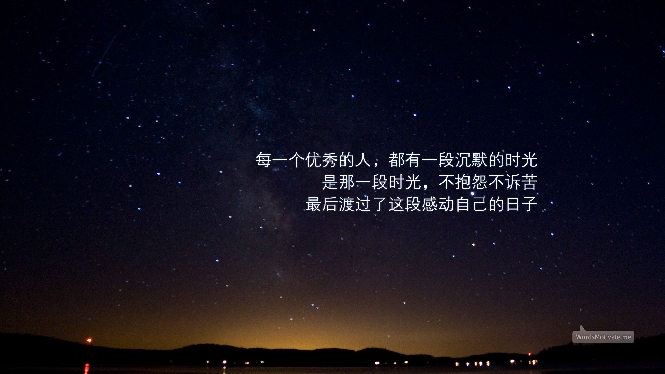 每一个优秀的人，都有一段沉默的时光
是那一段时光，不抱怨不诉苦
最后渡过了这段感动自己的日子
WordsMotivate.me